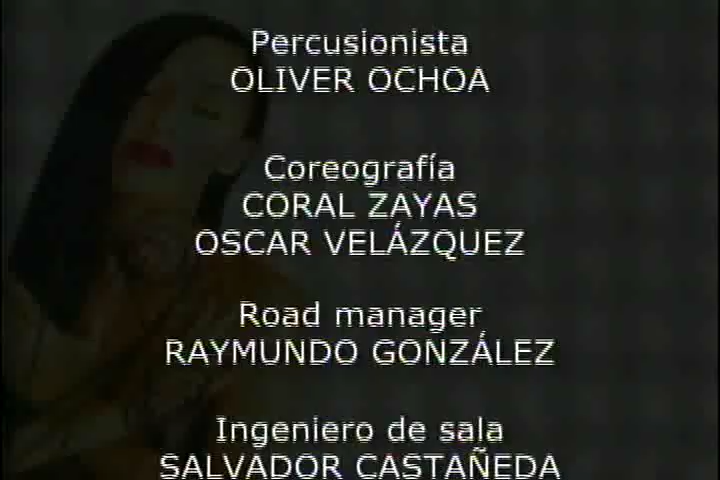 Percusionista
OLIVER OCHOA
Coreografía
CORAL ZAYAS
OSCAR VELÁZQUEZ
Road manager
RAYMUNDO GONZÁLEZ
Ingeniero de sala
SALVADOR CASTAÑEDA